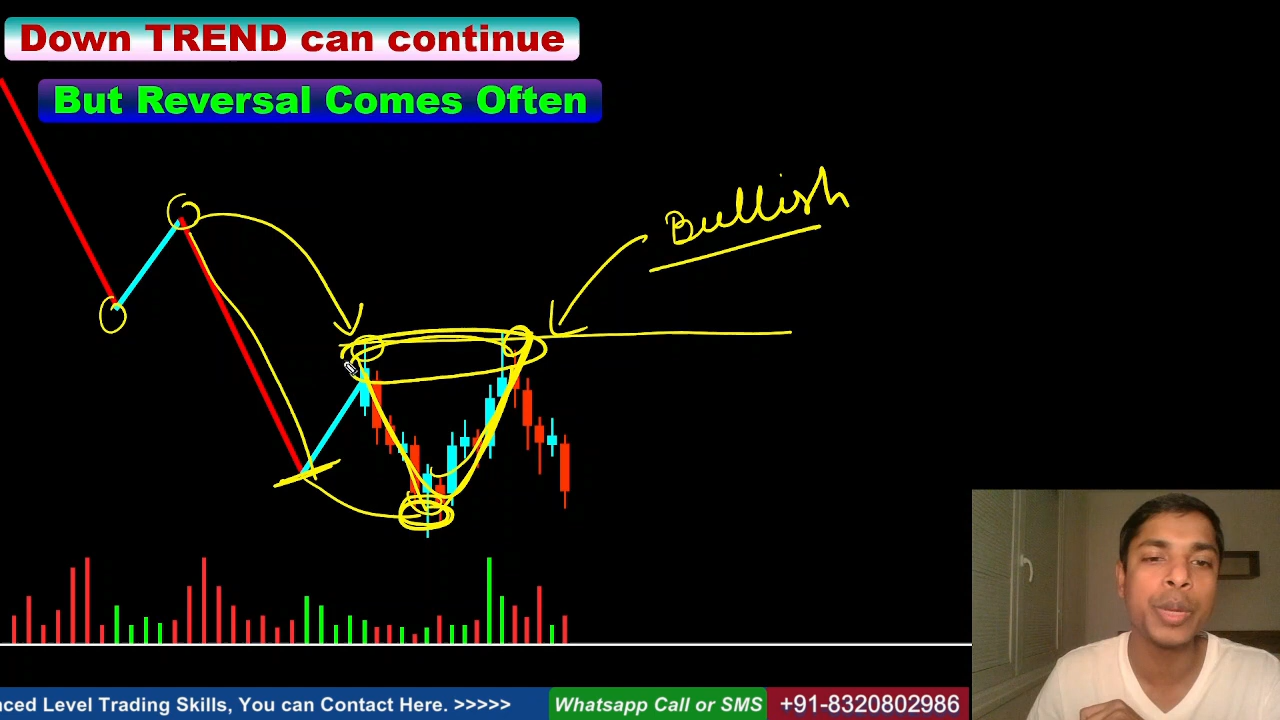 Down TREND can continue
But Reversal Comes Often
Bullish
nced Level Trading Skills, You can Contact Here. >>>>> Whatsapp Call or SMS +91-8320802986